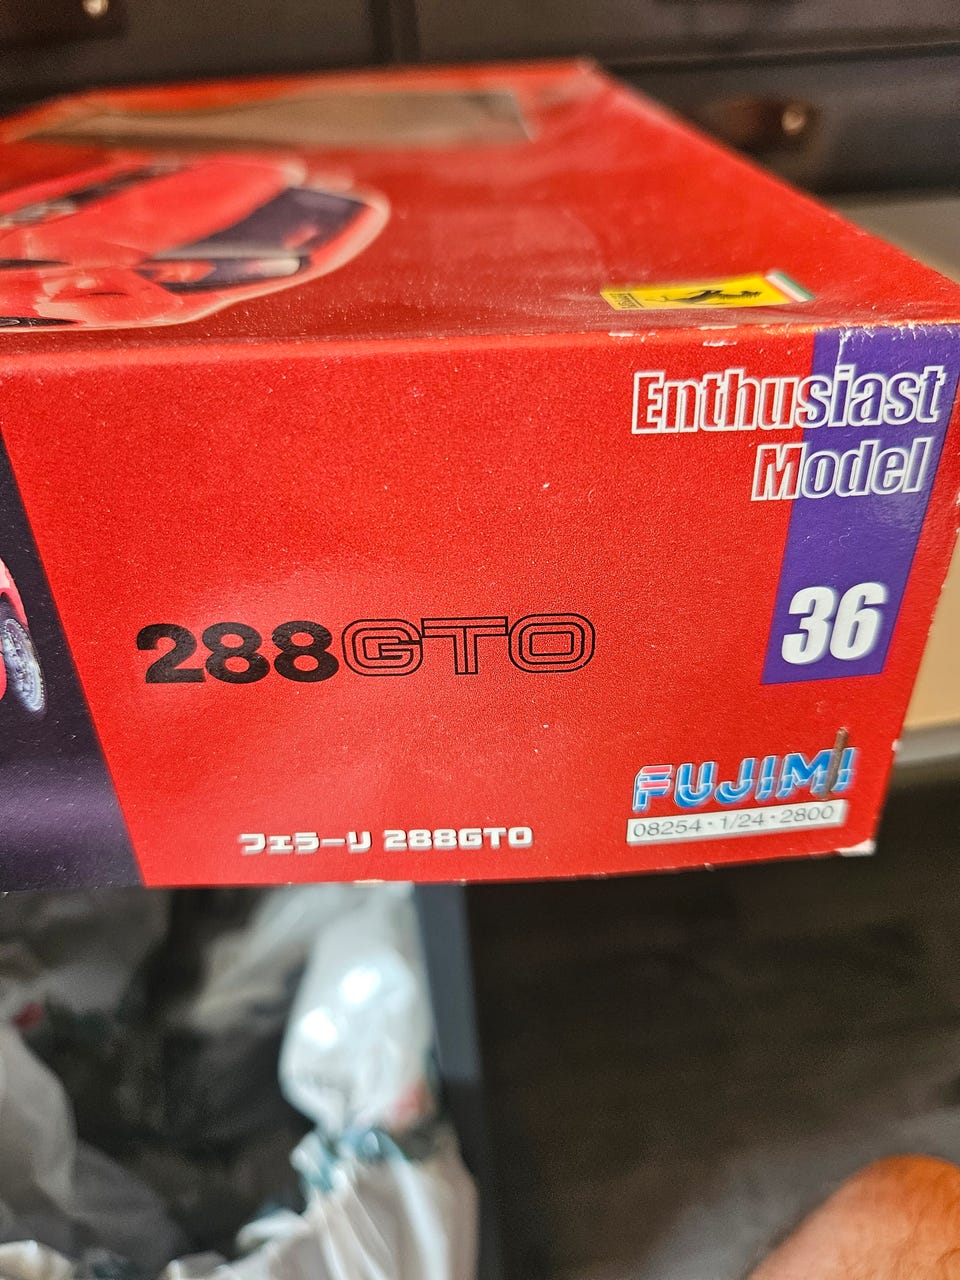 Enthusiast
Model
36
288GTO
FUJIMI
08254・1/24・2800
フェラーリ 288GTO